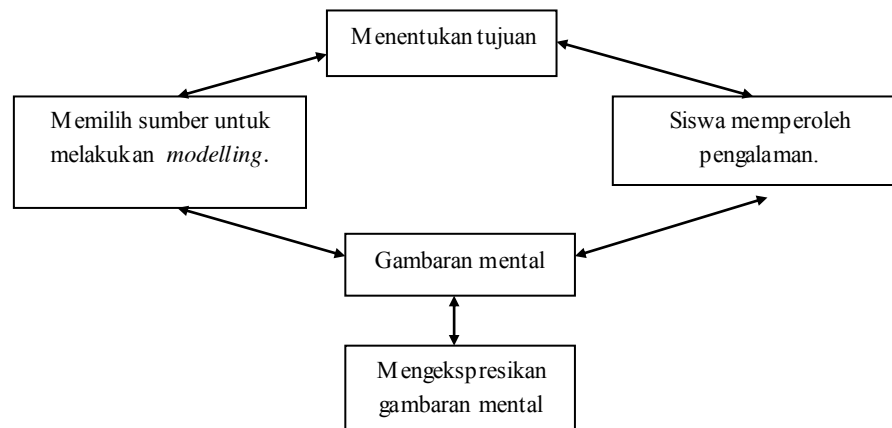 Menentukan tujuan
Memilih sumber untuk
melakukan modelling.
Siswa memperoleh
pengalaman.
Gambaran mental
Mengekspresikan
gambaran mental